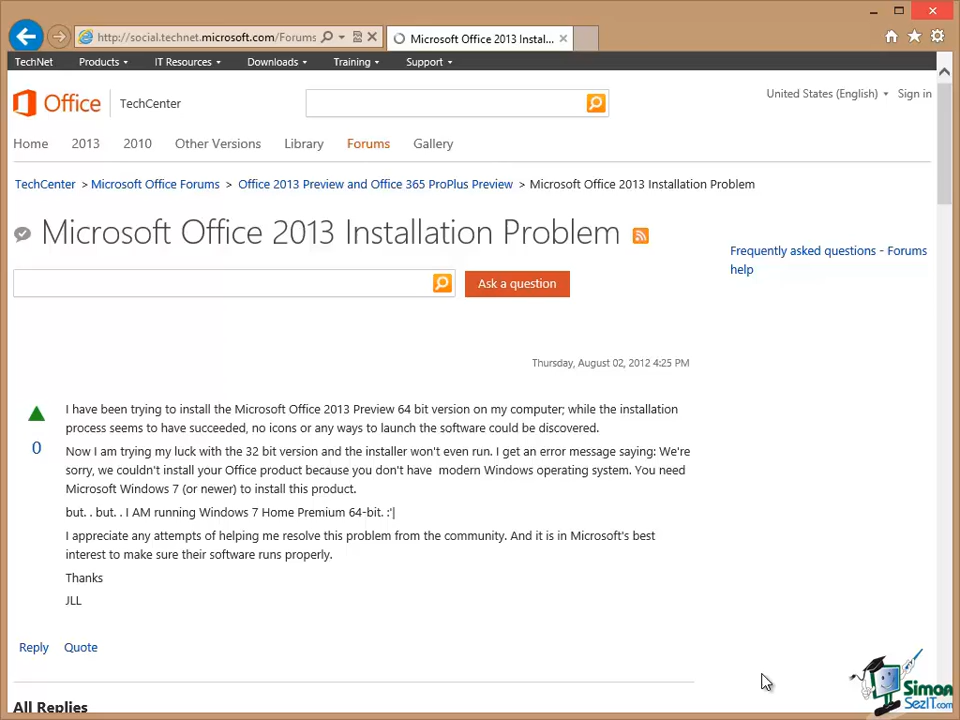 http://social.technet.microsoft.com/Forums
Microsoft Office 2013 Instal...
TechNet Products IT Resources Downloads Training Support
Office TechCenter
United States (English) Sign in
Home 2013 2010 Other Versions Library Forums Gallery
TechCenter > Microsoft Office Forums > Office 2013 Preview and Office 365 ProPlus Preview > Microsoft Office 2013 Installation Problem
Microsoft Office 2013 Installation Problem
Frequently asked questions - Forums
help
Ask a question
Thursday, August 02, 2012 4:25 PM
I have been trying to install the Microsoft Office 2013 Preview 64 bit version on my computer; while the installation
process seems to have succeeded, no icons or any ways to launch the software could be discovered.
0
Now I am trying my luck with the 32 bit version and the installer won't even run. I get an error message saying: We're
sorry, we couldn't install your Office product because you don't have modern Windows operating system. You need
Microsoft Windows 7 (or newer) to install this product.
but. . but. . I AM running Windows 7 Home Premium 64-bit. :'|
I appreciate any attempts of helping me resolve this problem from the community. And it is in Microsoft's best
interest to make sure their software runs properly.
Thanks
JLL
Reply Quote
All Replies
Simon
SezIT.com